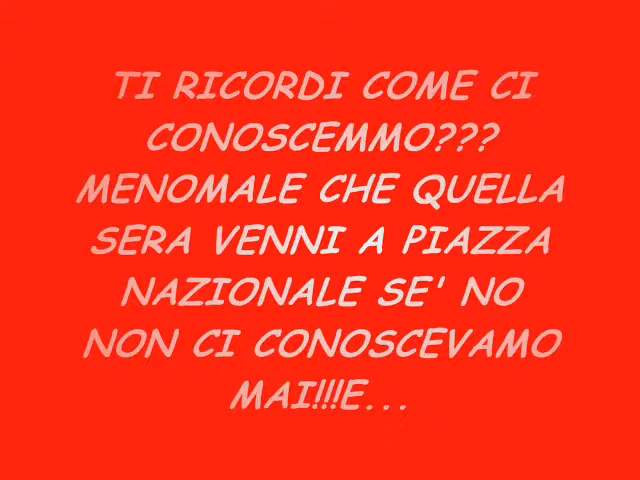 TI RICORDI COME CI
CONOSCEMMO???
MENOMALE CHE QUELLA
SERA VENNI A PIAZZA
NAZIONALE SE' NO
NON CI CONOSCEVAMO
MAI!!!E...